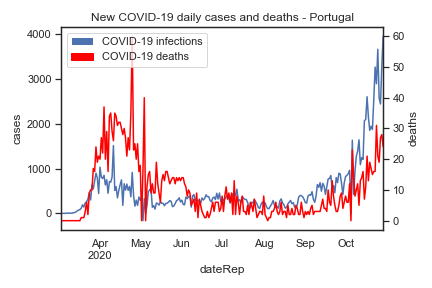 New COVID-19 daily cases and deaths - Portugal
COVID-19 infections
COVID-19 deaths
4000
3000
2000
1000
0
cases
60
50
40
30
20
10
0
deaths
Apr May Jun Jul Aug Sep Oct
2020
dateRep